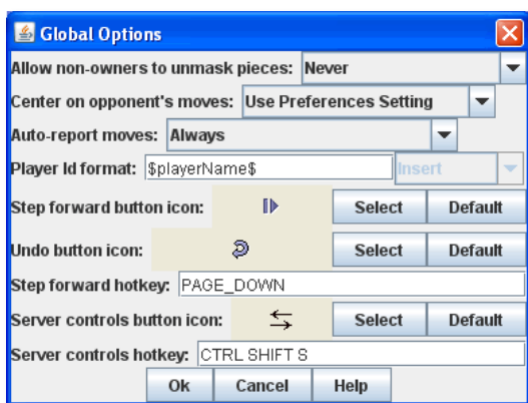 Global Options
Allow non-owners to unmask pieces: Never
Center on opponent's moves: Use Preferences Setting
Auto-report moves: Always
Player Id format: $playerName$ Insert
Step forward button icon: Select Default
Undo button icon: Select Default
Step forward hotkey: PAGE_DOWN
Server controls button icon: Select Default
Server controls hotkey: CTRL SHIFT S
Ok Cancel Help